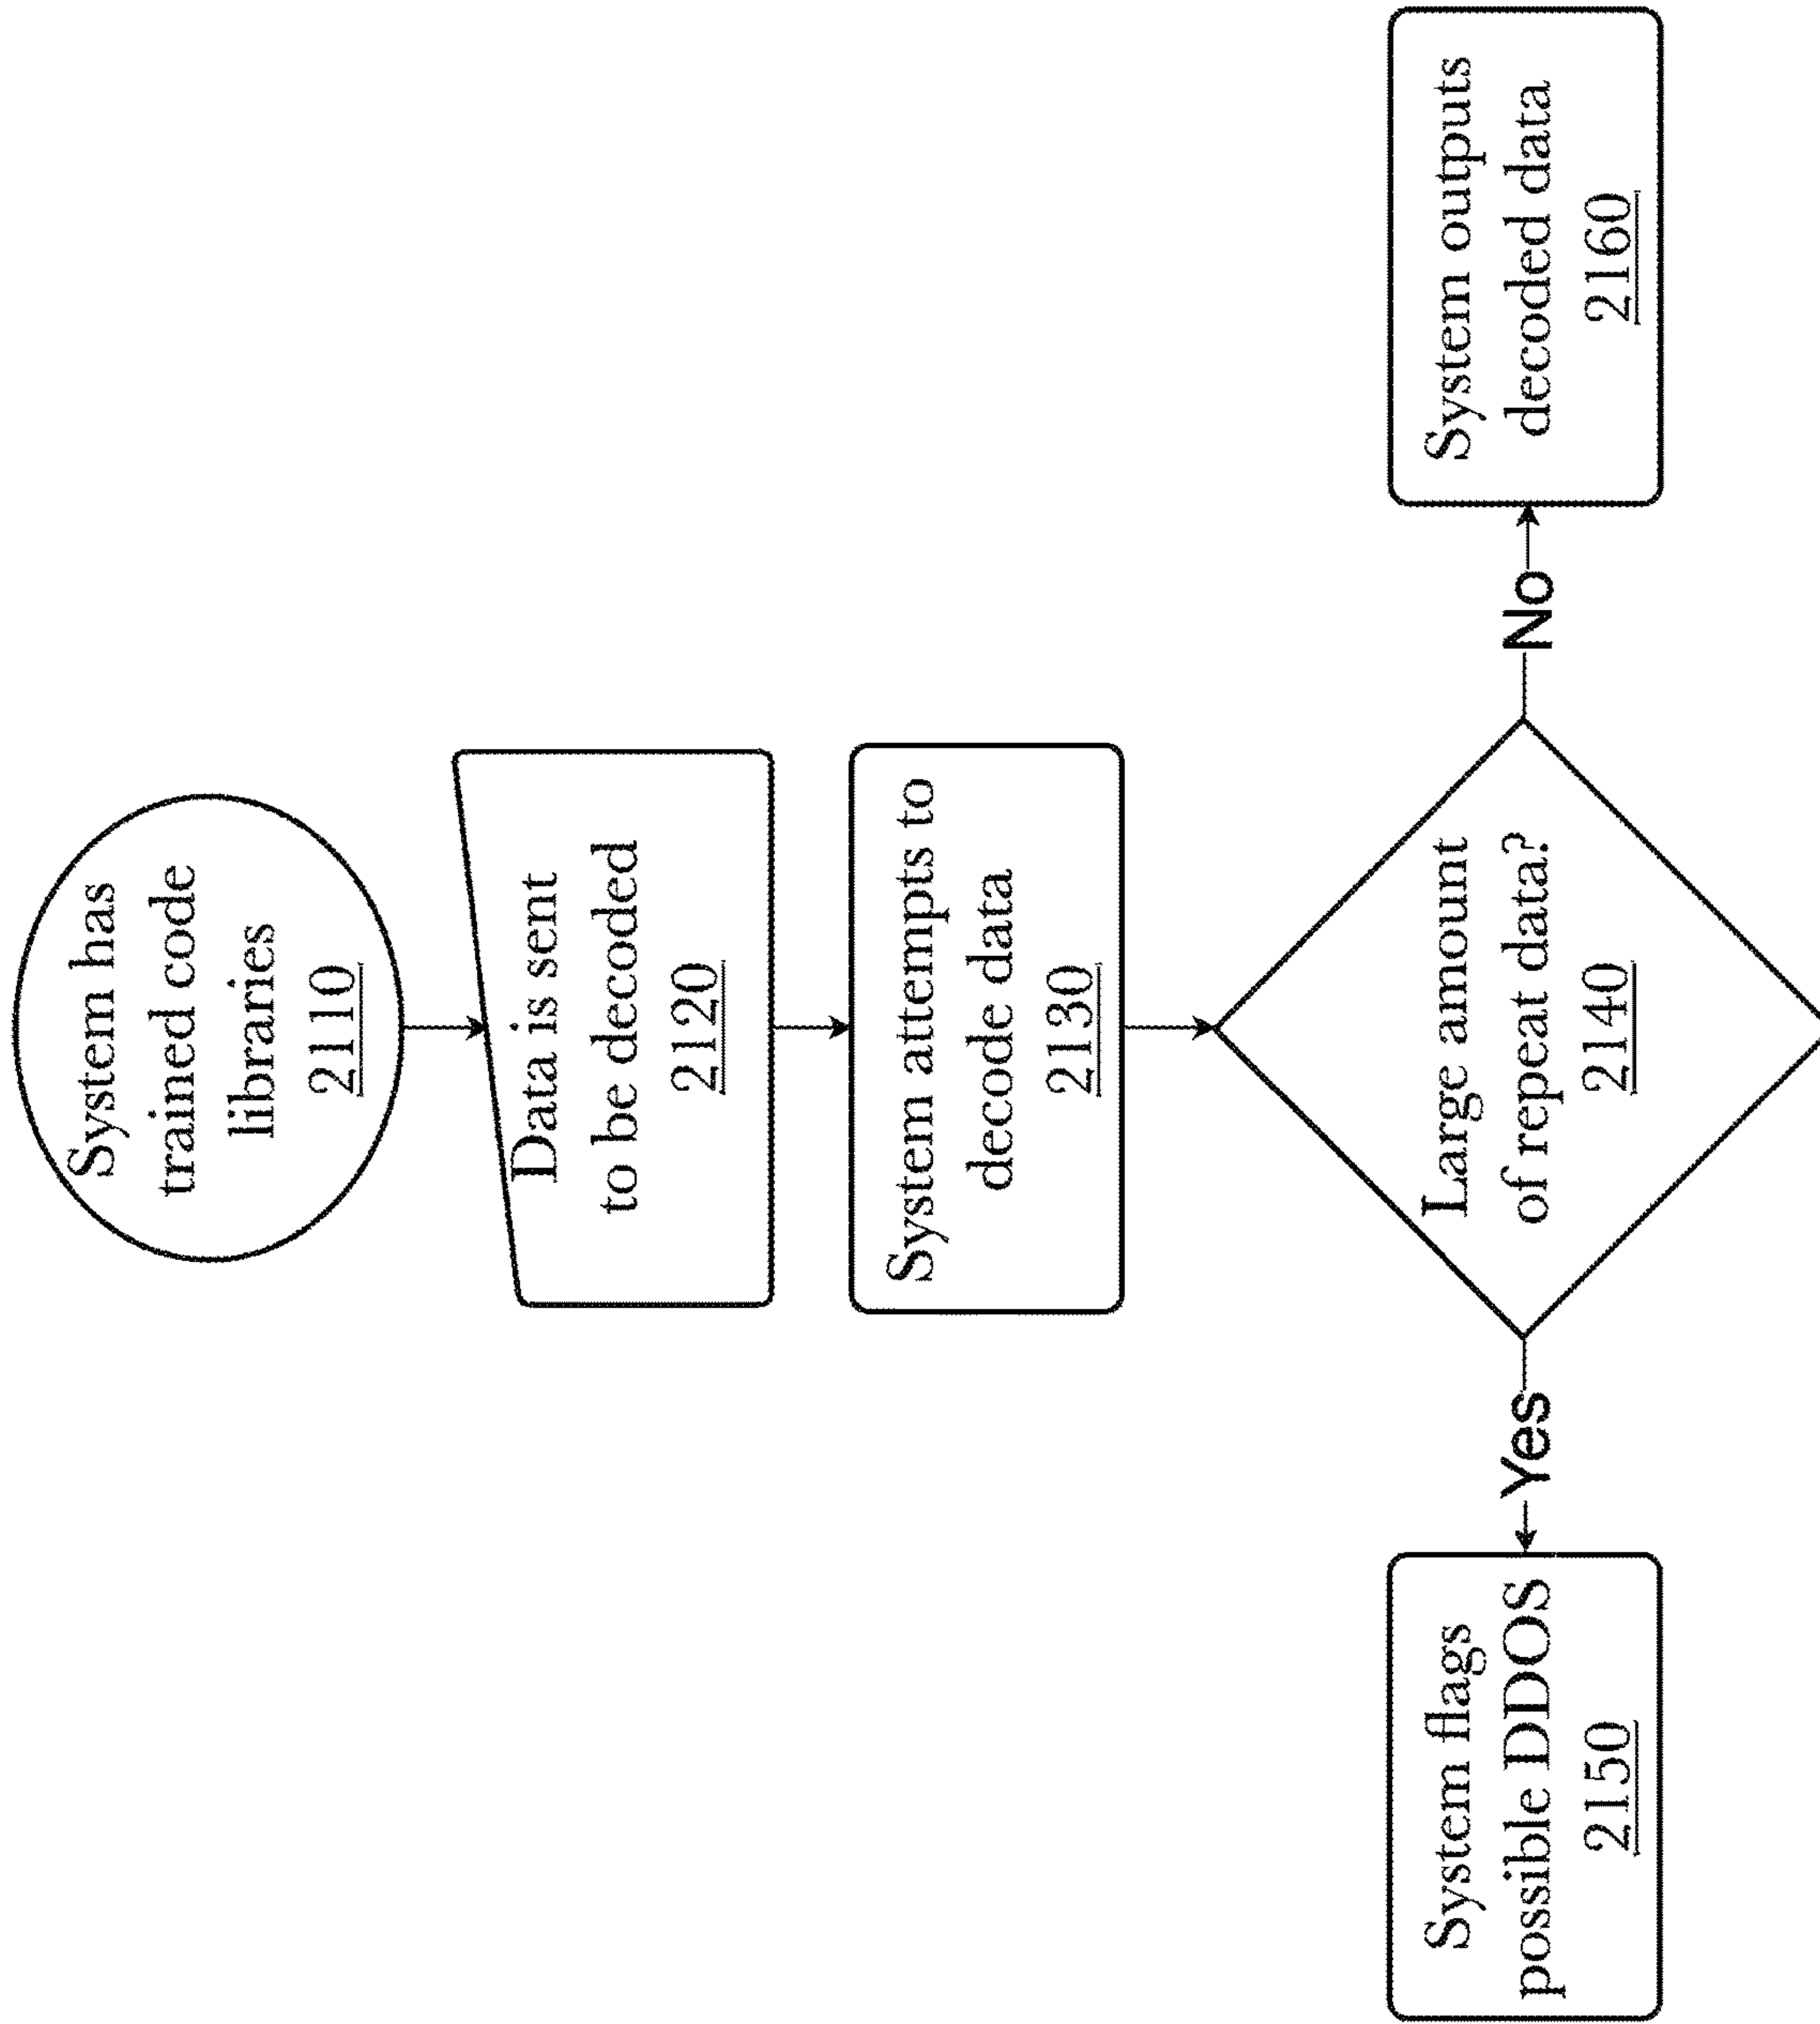 System has
trained code
libraries
2110
Data is sent
to be decoded
2120
System attempts to
decode data
2130
Large amount
of repeat data?
2140
Yes
No
System flags
possible DDOS
2150
System outputs
decoded data
2160